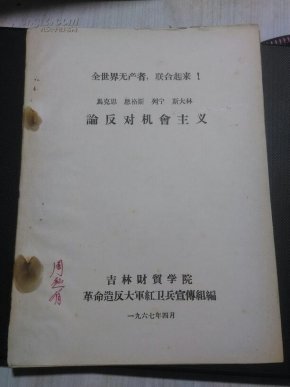 全世界无产者，联合起来！
馬克思 恩格斯 列宁 斯大林
論反对机會主义
吉林財貿学院
革命造反大軍紅卫兵宣傳組編
一九六七年四月